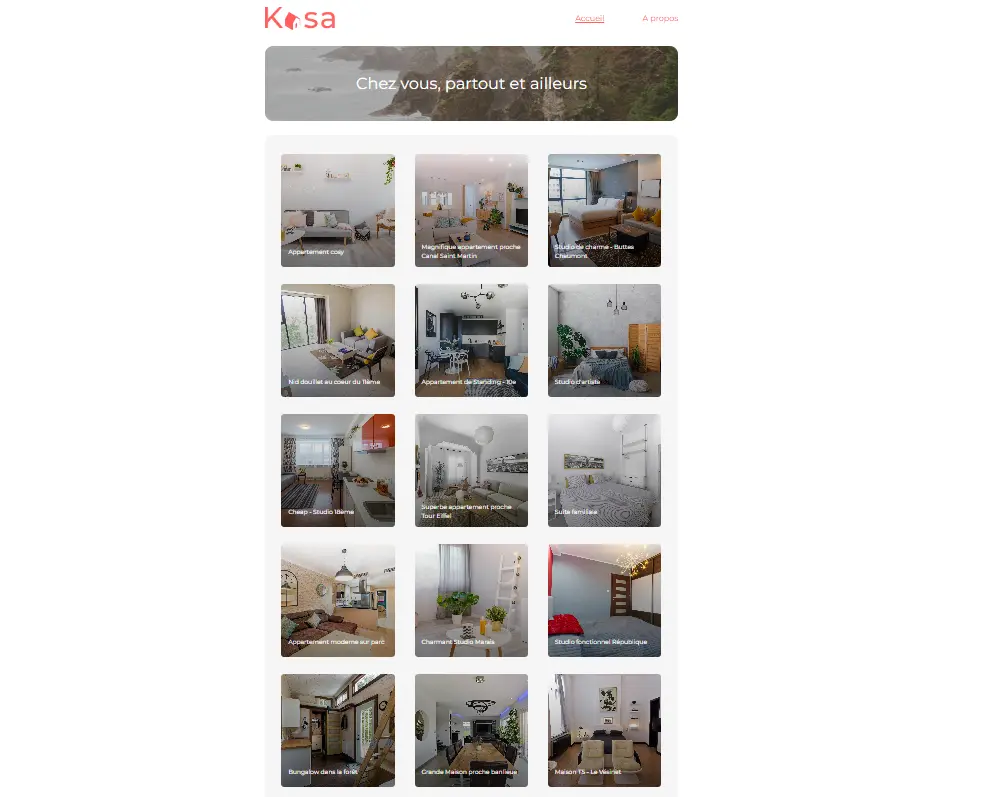 Kasa
Accueil
A propos
Chez vous, partout et ailleurs
Appartement cosy
Magnifique appartement proche
Canal Saint Martin
Studio de charme - Buttes
Chaumont
Nid douillet au coeur du 11ème
Appartement de Standing - 10e
Studio d'artiste
Cheap - Studio 18ème
Superbe appartement proche
Tour Eiffel
Suite familiale
Appartement moderne sur parc
Charmant Studio Marais
Studio fonctionnel République
Bungalow dans la forêt
Grande Maison proche banlieue
Maison T5 - Le Vésinet